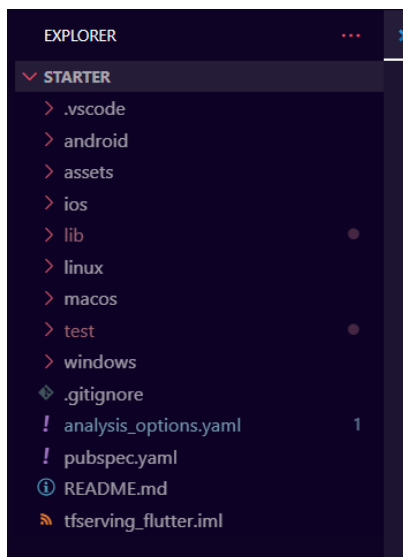 EXPLORER
STARTER
.vscode
android
assets
ios
lib
linux
macos
test
windows
.gitignore
analysis_options.yaml 1
pubspec.yaml
README.md
tfserving_flutter.iml